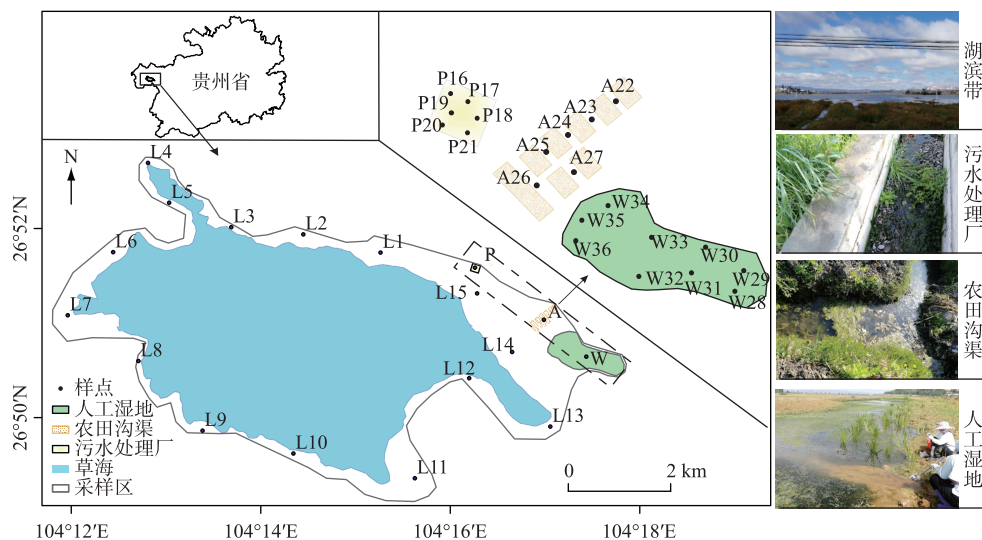 贵州省
N
P16
P17
P19
P18
P20
P21
A22
A23
A24
A25
A27
A26
W34
W35
W33
W36
W30
W32
W31
W29
W28
L4
L5
L3
L2
L1
L6
P
L15
L7
A
L14
L8
W
L12
L13
L9
L10
L11
样点
人工湿地
农田沟渠
污水处理厂
草海
采样区
0 2 km
26°52′N
26°50′N
104°12′E 104°14′E 104°16′E 104°18′E
湖滨带
污水处理厂
农田沟渠
人工湿地